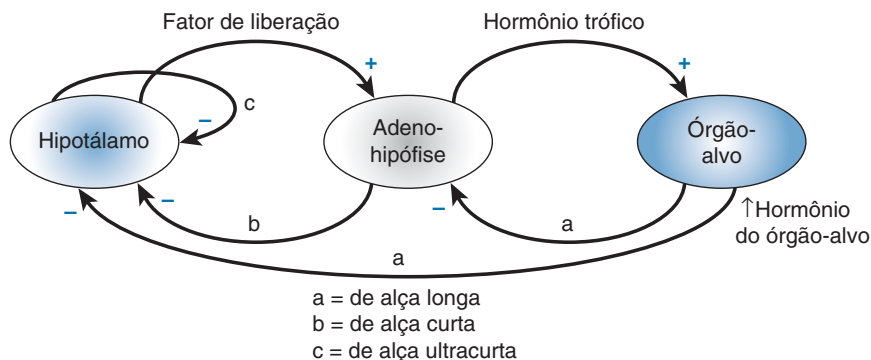 Fator de liberação
Hormônio trófico
+
+
c
–
Hipotálamo
Adeno-
hipófise
Órgão-
alvo
–
–
–
b
a
↑Hormônio
do órgão-alvo
a
a = de alça longa
b = de alça curta
c = de alça ultracurta